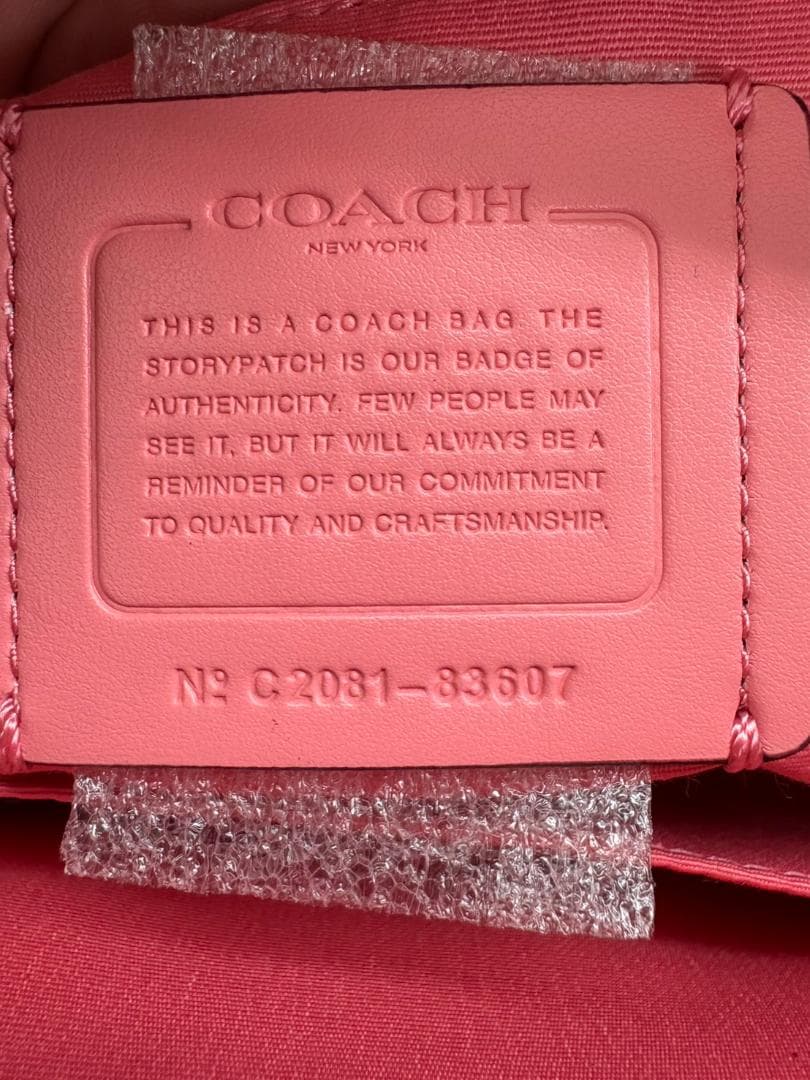 COACH
NEW YORK
THIS IS A COACH BAG. THE
STORYPATCH IS OUR BADGE OF
AUTHENTICITY. FEW PEOPLE MAY
SEE IT, BUT IT WILL ALWAYS BE A
REMINDER OF OUR COMMITMENT
TO QUALITY AND CRAFTSMANSHIP.
Nº C2081-83607